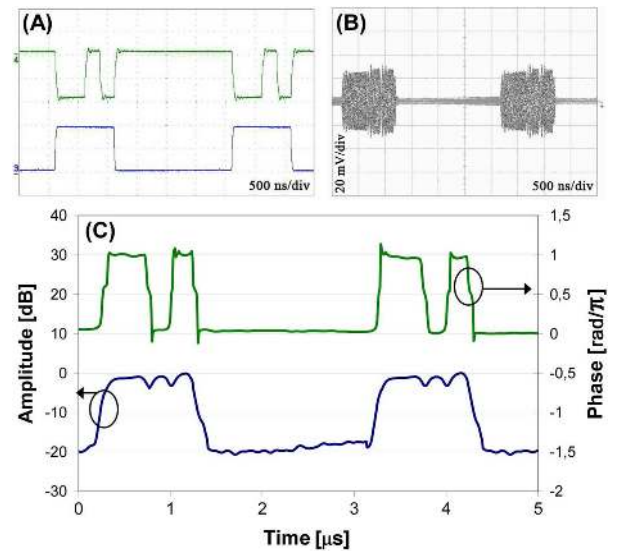 (A)
500 ns/div
(B)
20 mV/div
500 ns/div
(C)
Amplitude [dB]
40
30
20
10
0
-10
-20
-30
1,5
1
0,5
0
-0,5
-1
-1,5
-2
Phase [rad/π]
0
1
2
3
4
5
Time [μs]